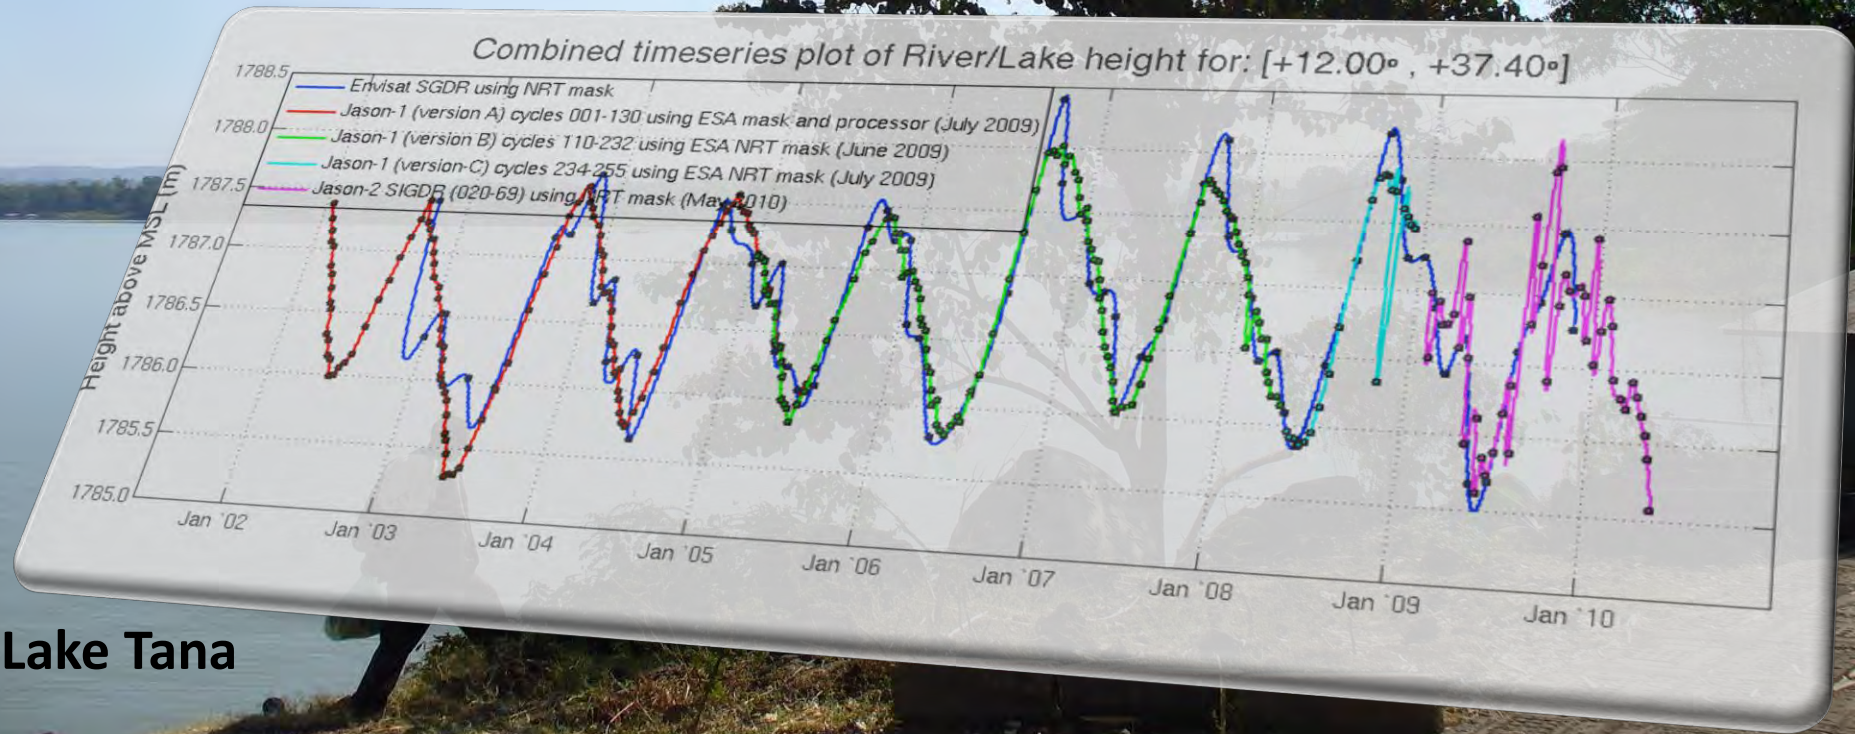 Combined timeseries plot of River/Lake height for: [+12.00º , +37.40º]
Envisat SGDR using NRT mask
Jason-1 (version A) cycles 001-130 using ESA mask and processor (July 2009)
Jason-1 (version B) cycles 110-232 using ESA NRT mask (June 2009)
Jason-1 (version-C) cycles 234-255 using ESA NRT mask (July 2009)
Jason-2 SIGDR (020-69) using NRT mask (May 2010)
Height above MSL (m)
1788.5
1788.0
1787.5
1787.0
1786.5
1786.0
1785.5
1785.0
Jan `02
Jan `03
Jan `04
Jan `05
Jan `06
Jan `07
Jan `08
Jan `09
Jan `10
Lake Tana